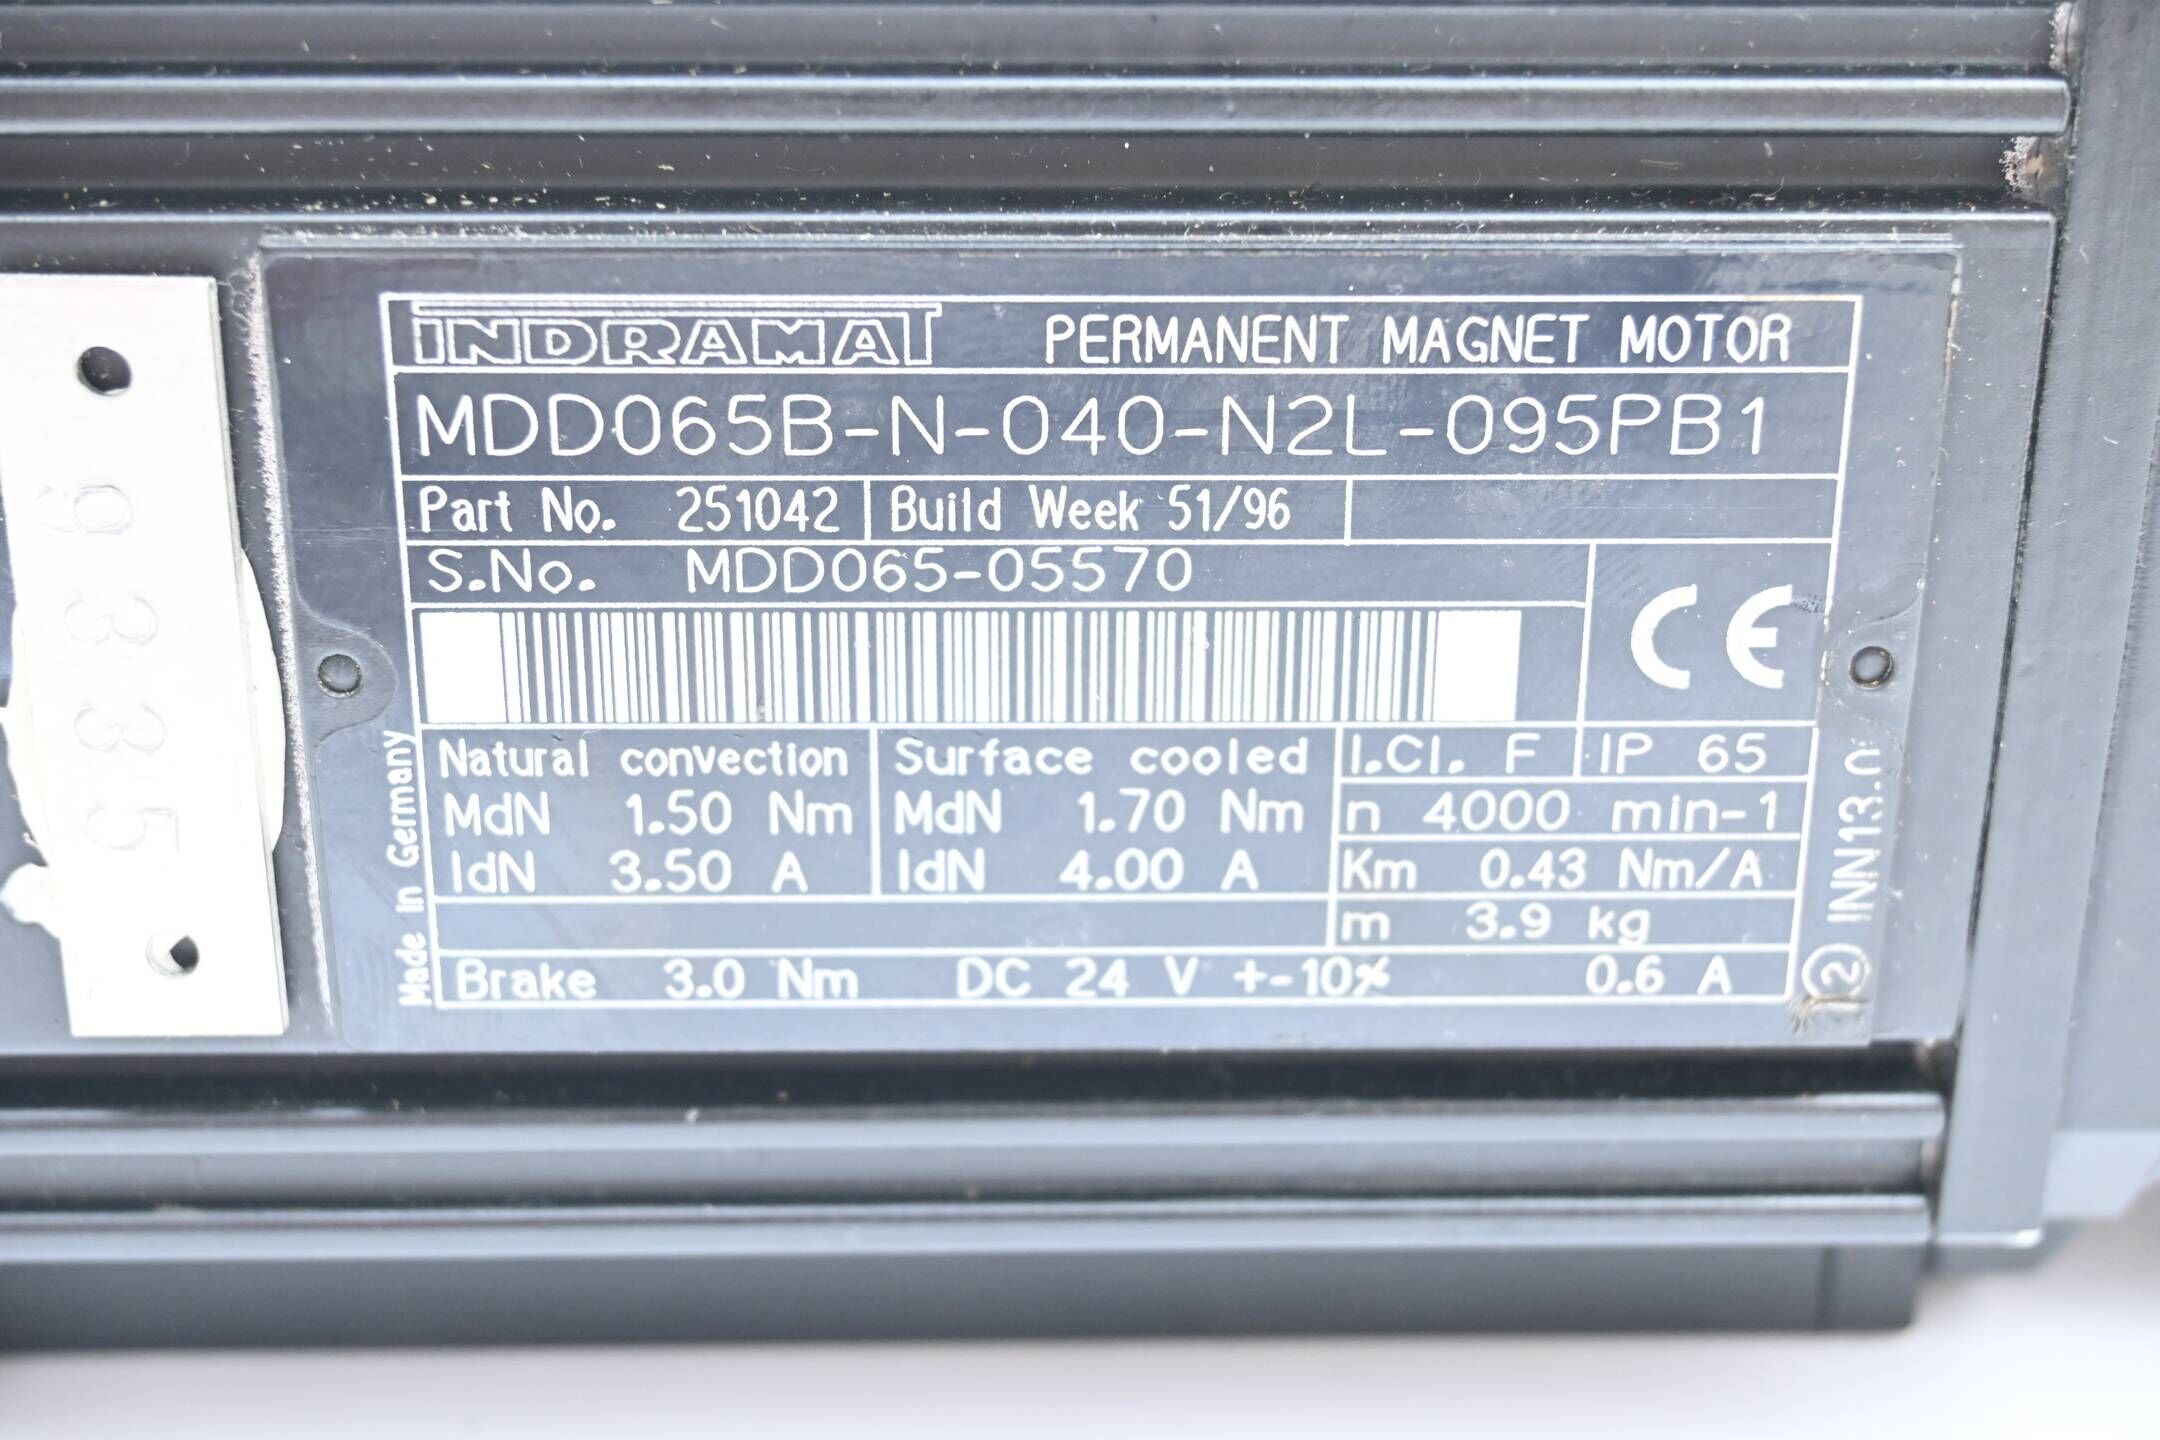 INDRAMAT PERMANENT MAGNET MOTOR
MDD065B-N-040-N2L-095PB1
Part No. 251042 Build Week 51/96
S.No. MDD065-05570
CE
Natural convection Surface cooled I.Cl. F IP 65
MdN 1.50 Nm MdN 1.70 Nm n 4000 min-1
IdN 3.50 A IdN 4.00 A Km 0.43 Nm/A
m 3.9 kg
Brake 3.0 Nm DC 24 V +-10% 0.6 A
Made in Germany
2
9335